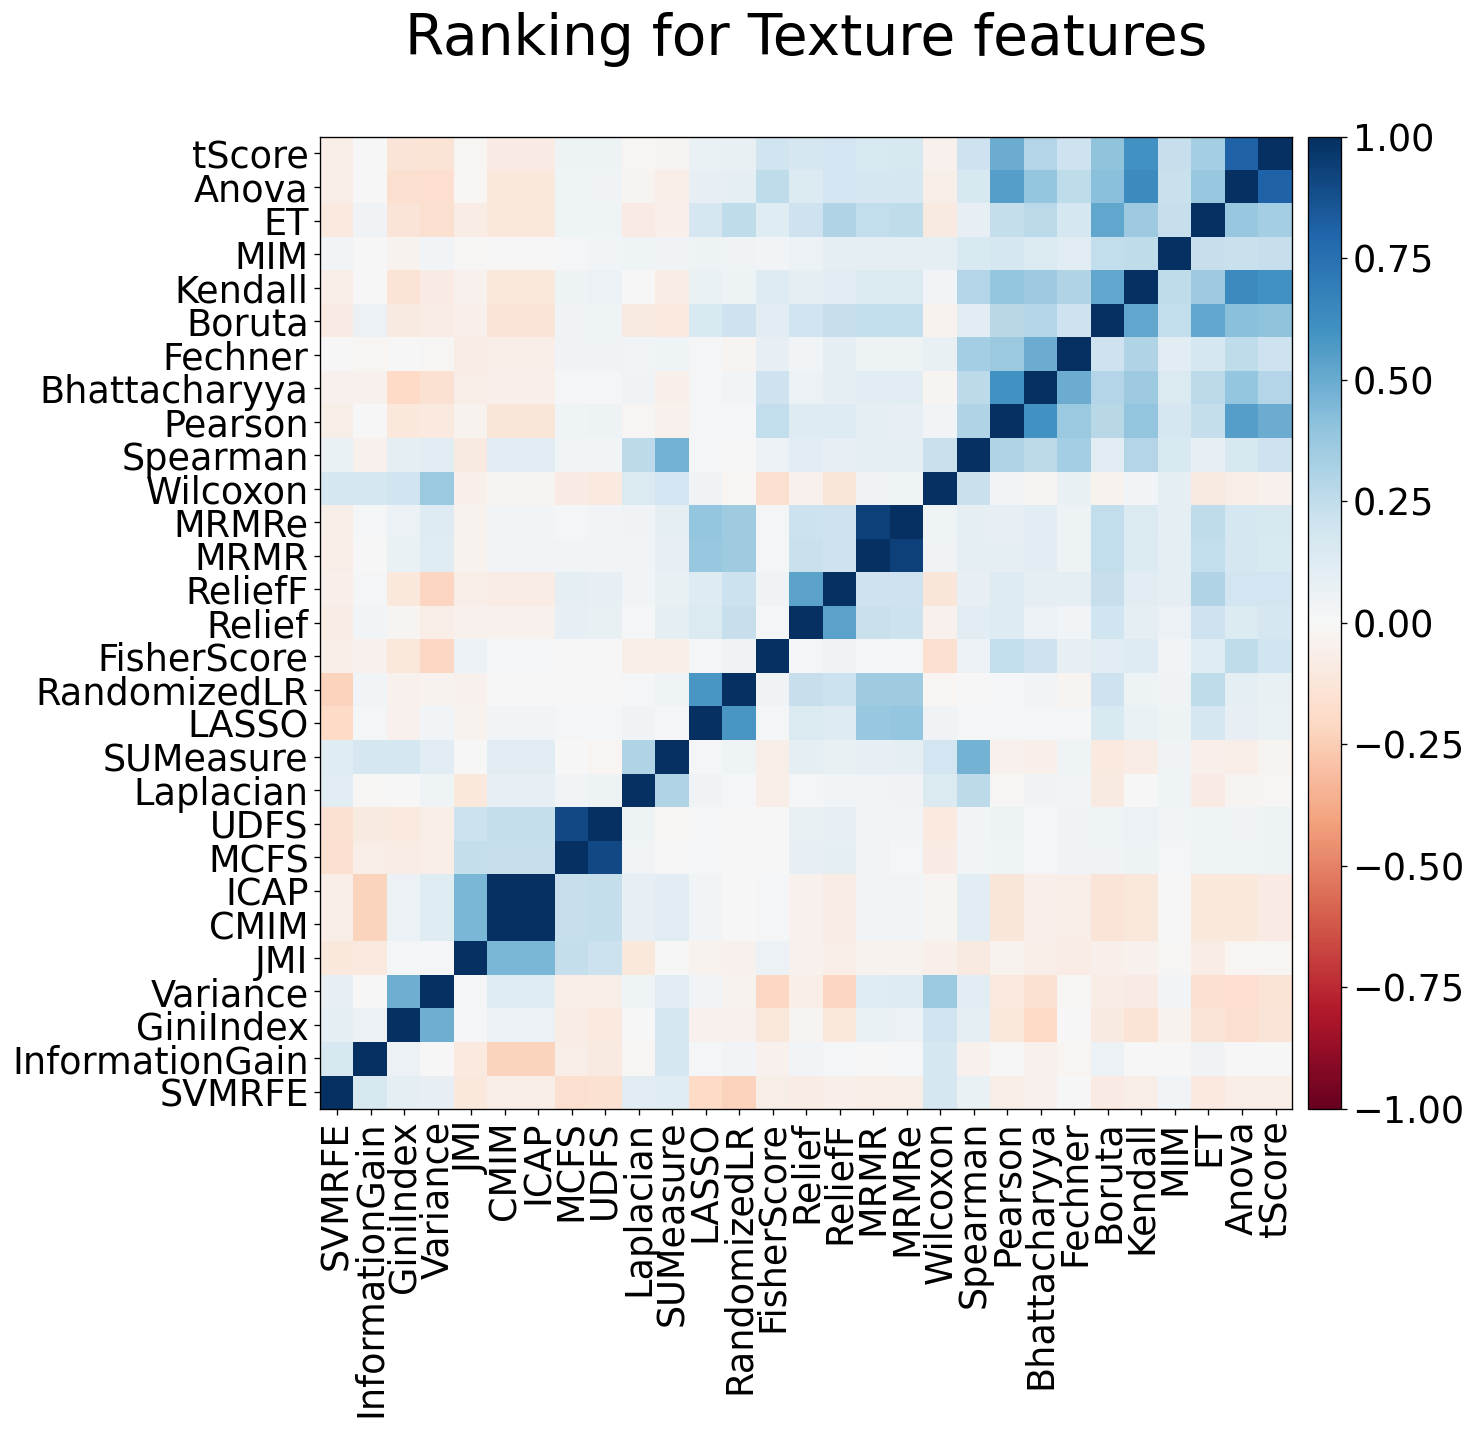 Ranking for Texture features
tScore
Anova
ET
MIM
Kendall
Boruta
Fechner
Bhattacharyya
Pearson
Spearman
Wilcoxon
MRMRe
MRMR
ReliefF
Relief
FisherScore
RandomizedLR
LASSO
SUMeasure
Laplacian
UDFS
MCFS
ICAP
CMIM
JMI
Variance
GiniIndex
InformationGain
SVMRFE
SVMRFE
InformationGain
GiniIndex
Variance
JMI
CMIM
ICAP
MCFS
UDFS
Laplacian
SUMeasure
LASSO
RandomizedLR
FisherScore
Relief
ReliefF
MRMR
MRMRe
Wilcoxon
Spearman
Pearson
Bhattacharyya
Fechner
Boruta
Kendall
MIM
ET
Anova
tScore
1.00
0.75
0.50
0.25
0.00
−0.25
−0.50
−0.75
−1.00